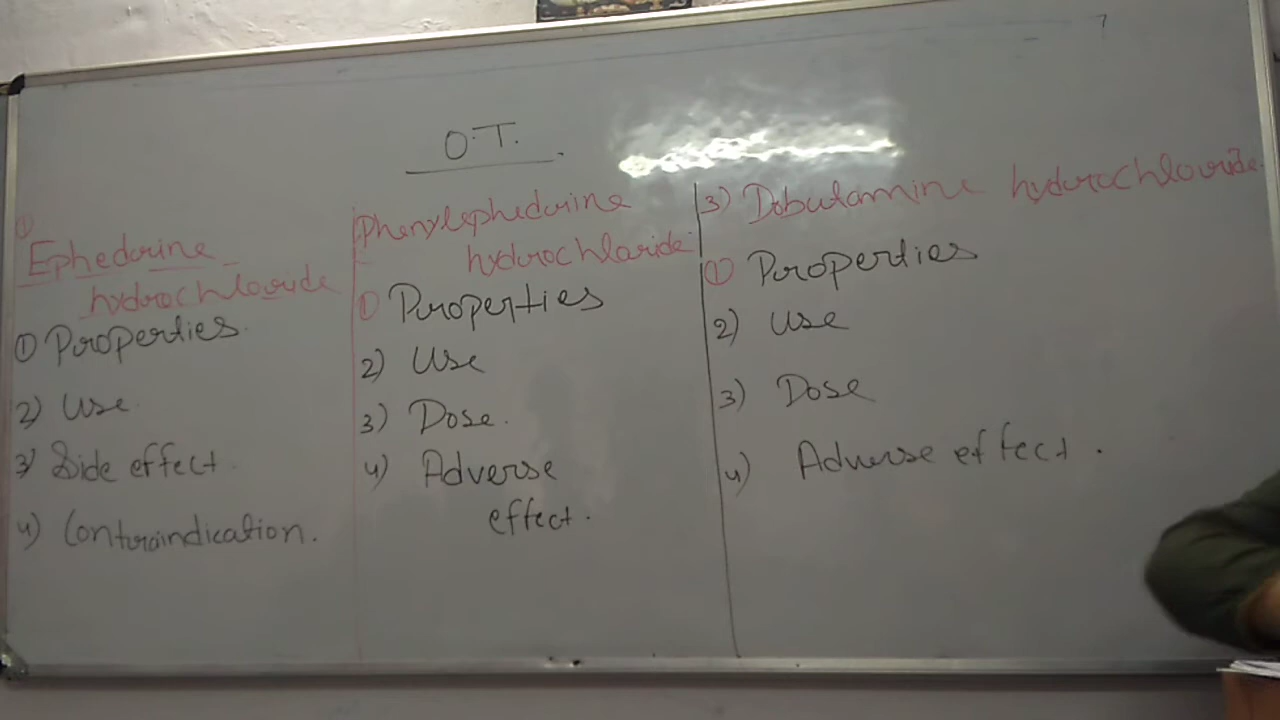 O.T.
①
Ephedrine
hydrochloride
① Properties.
2) Use.
3) Side effect
4) Contraindication.
Phenylephedrine
hydrochloride
① Properties
2) Use
3) Dose.
4) Adverse
effect.
3) Dobutamine hydrochloride.
① Properties
2) Use
3) Dose
4) Adverse effect.